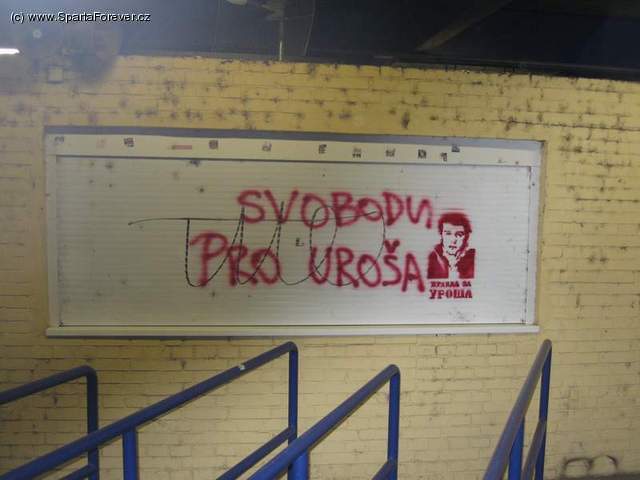 (c) www.SpartaForever.cz
SVOBODU
PRO UROŠA
ПРАВДА ЗА
УРОША